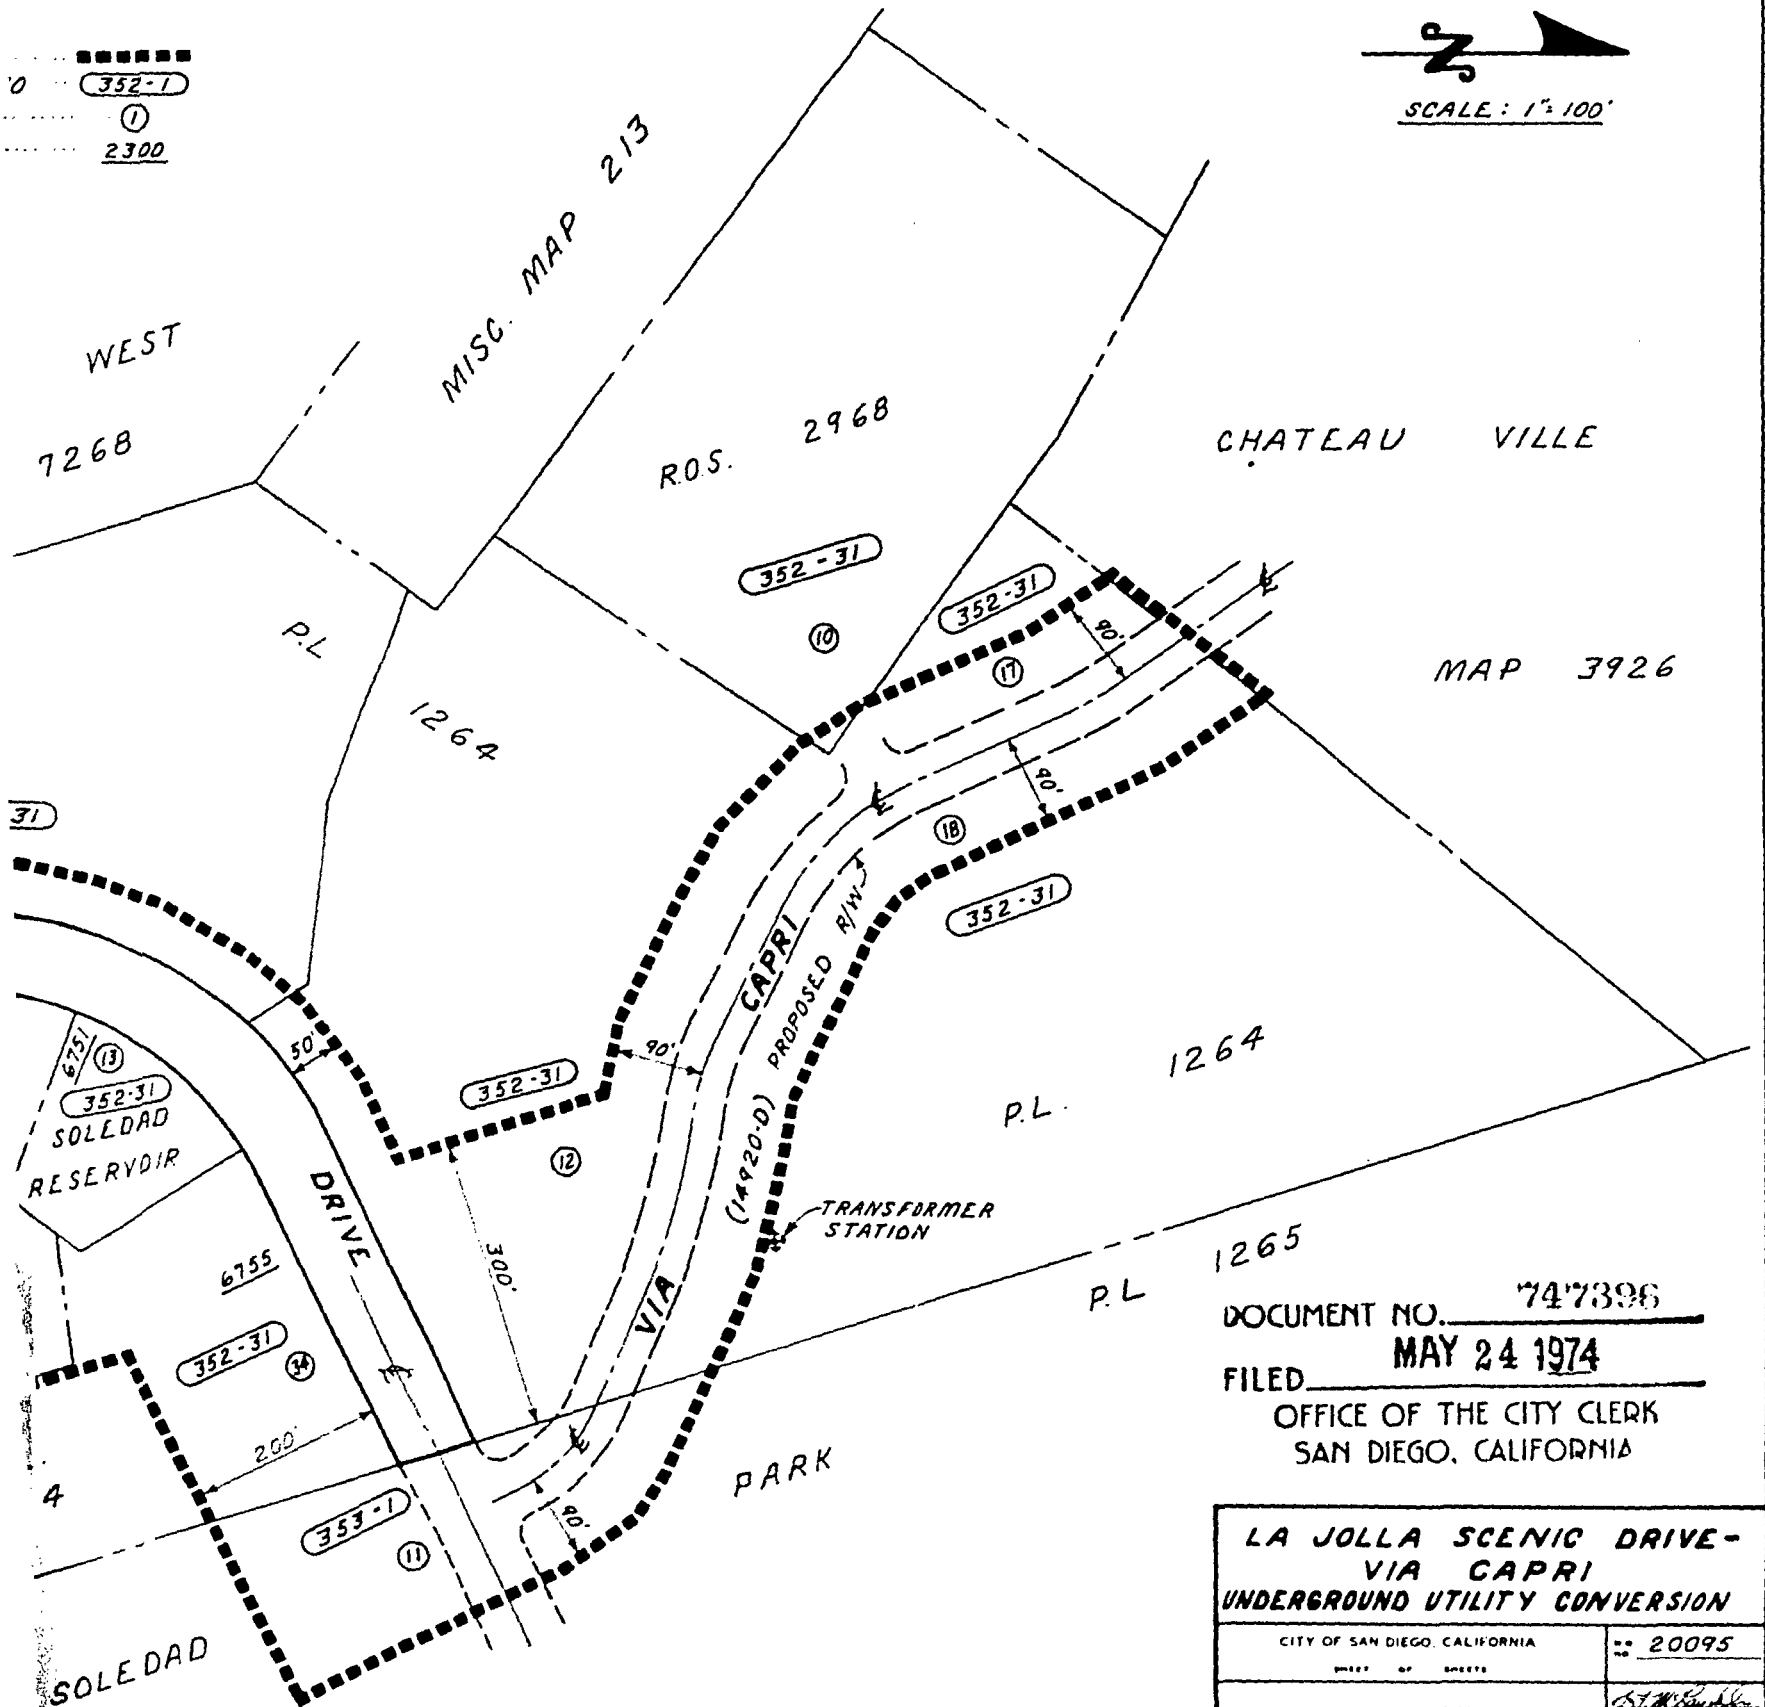 352-1
1
2300
N
SCALE: 1"=100'
WEST
7268
MISC. MAP 213
R.O.S. 2968
CHATEAU VILLE
MAP 3926
352-31
10
352-31
17
90'
P.L
1264
31
90'
18
352-31
CAPRI
PROPOSED R/W
(14920-D)
6751
13
352-31
SOLEDAD
RESERVOIR
50'
352-31
90'
12
1264
P.L.
DRIVE
TRANSFORMER
STATION
300'
VIA
6755
352-31
34
200'
P.L 1265
4
353-1
11
90'
PARK
SOLEDAD
DOCUMENT NO. 747396
FILED MAY 24 1974
OFFICE OF THE CITY CLERK
SAN DIEGO, CALIFORNIA
LA JOLLA SCENIC DRIVE-
VIA CAPRI
UNDERGROUND UTILITY CONVERSION
CITY OF SAN DIEGO, CALIFORNIA
SHEET OF SHEETS
20095